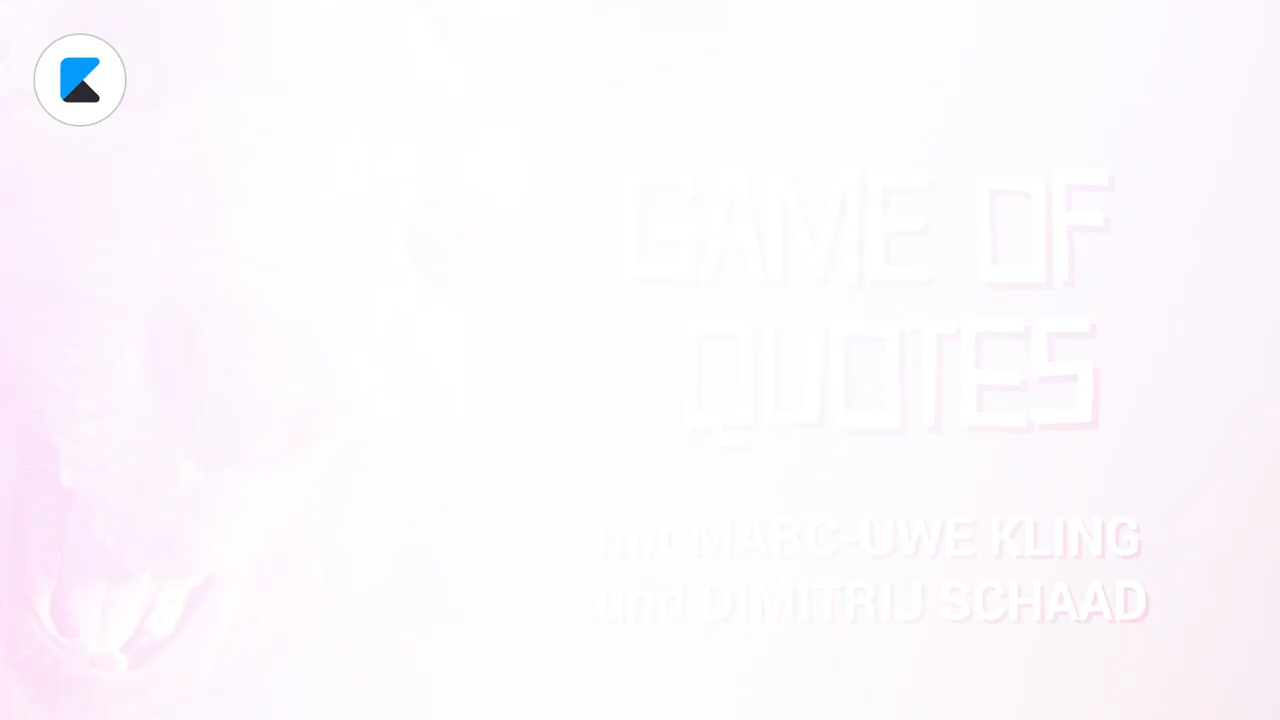 GAME OF
QUOTES
mit MARC-UWE KLING
und DIMITRIJ SCHAAD